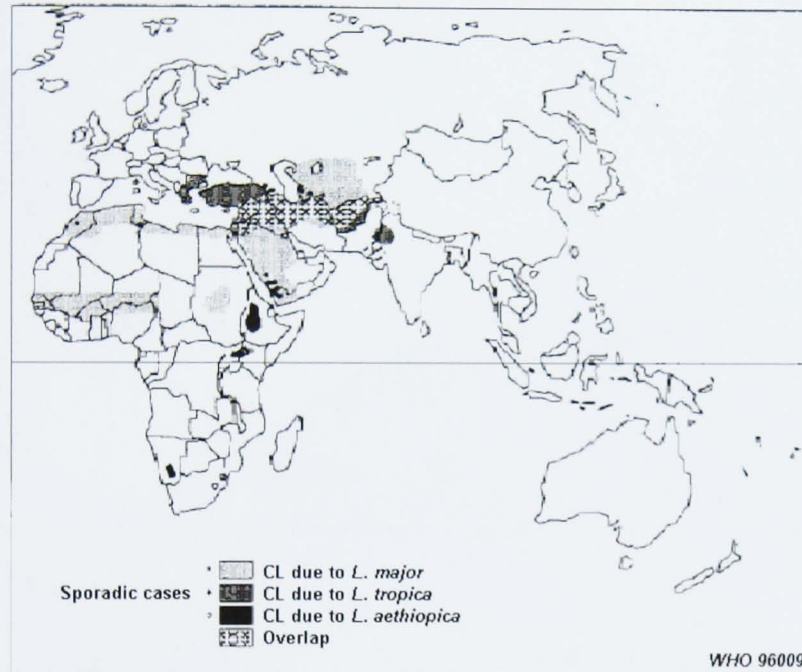 CL due to L. major
Sporadic cases CL due to L. tropica
CL due to L. aethiopica
Overlap
WHO 96009